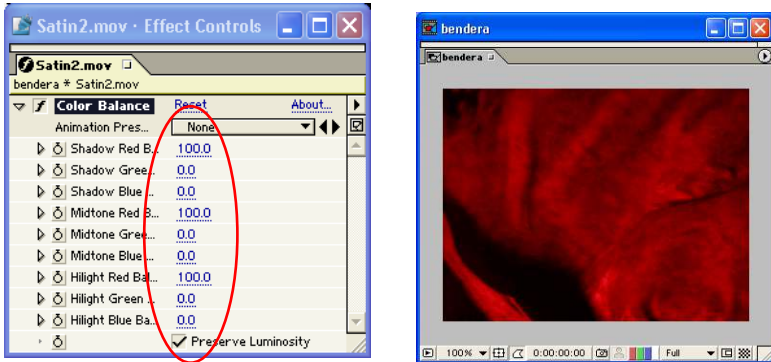 Satin2.mov · Effect Controls
Satin2.mov
bendera * Satin2.mov
Color Balance Reset About...
Animation Pres... None
Shadow Red B... 100.0
Shadow Gree... 0.0
Shadow Blue ... 0.0
Midtone Red B... 100.0
Midtone Gree... 0.0
Midtone Blue ... 0.0
Hilight Red Bal... 100.0
Hilight Green ... 0.0
Hilight Blue Ba... 0.0
Preserve Luminosity
bendera
bendera
100% 0:00:00:00 Full